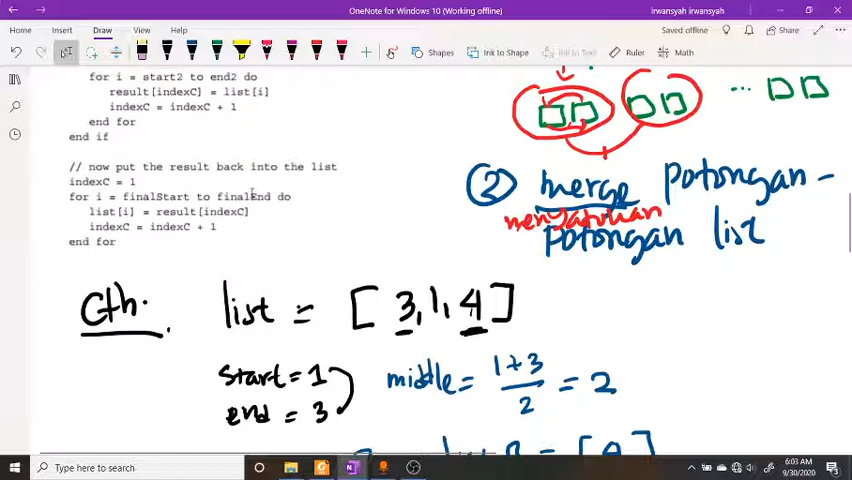 OneNote for Windows 10 (Working offline)
irwansyah irwansyah
Home Insert Draw View Help
Saved offline Share
Shapes Ink to Shape Ink to Text Ruler Math
for i = start2 to end2 do
result[indexC] = list[i]
indexC = indexC + 1
end for
end if
// now put the result back into the list
indexC = 1
for i = finalStart to finalEnd do
list[i] = result[indexC]
indexC = indexC + 1
end for
...
2 merge potongan -
menyatukan
potongan list
Cth. list = [ 3, 1, 4 ]
start = 1
end = 3
middle = 1+3 / 2 = 2
Type here to search
6:03 AM
9/30/2020